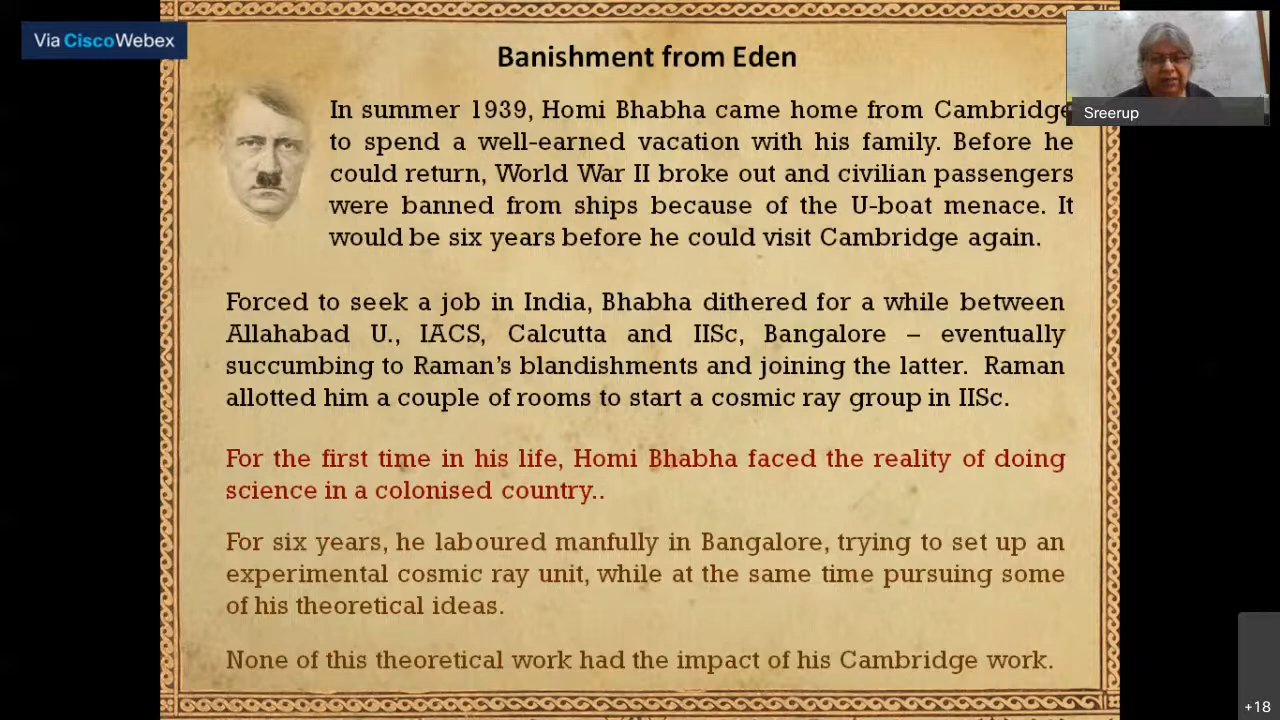 Via CiscoWebex
Banishment from Eden
Sreerup
In summer 1939, Homi Bhabha came home from Cambridge
to spend a well-earned vacation with his family. Before he
could return, World War II broke out and civilian passengers
were banned from ships because of the U-boat menace. It
would be six years before he could visit Cambridge again.
Forced to seek a job in India, Bhabha dithered for a while between
Allahabad U., IACS, Calcutta and IISc, Bangalore – eventually
succumbing to Raman's blandishments and joining the latter. Raman
allotted him a couple of rooms to start a cosmic ray group in IISc.
For the first time in his life, Homi Bhabha faced the reality of doing
science in a colonised country..
For six years, he laboured manfully in Bangalore, trying to set up an
experimental cosmic ray unit, while at the same time pursuing some
of his theoretical ideas.
None of this theoretical work had the impact of his Cambridge work.
+18